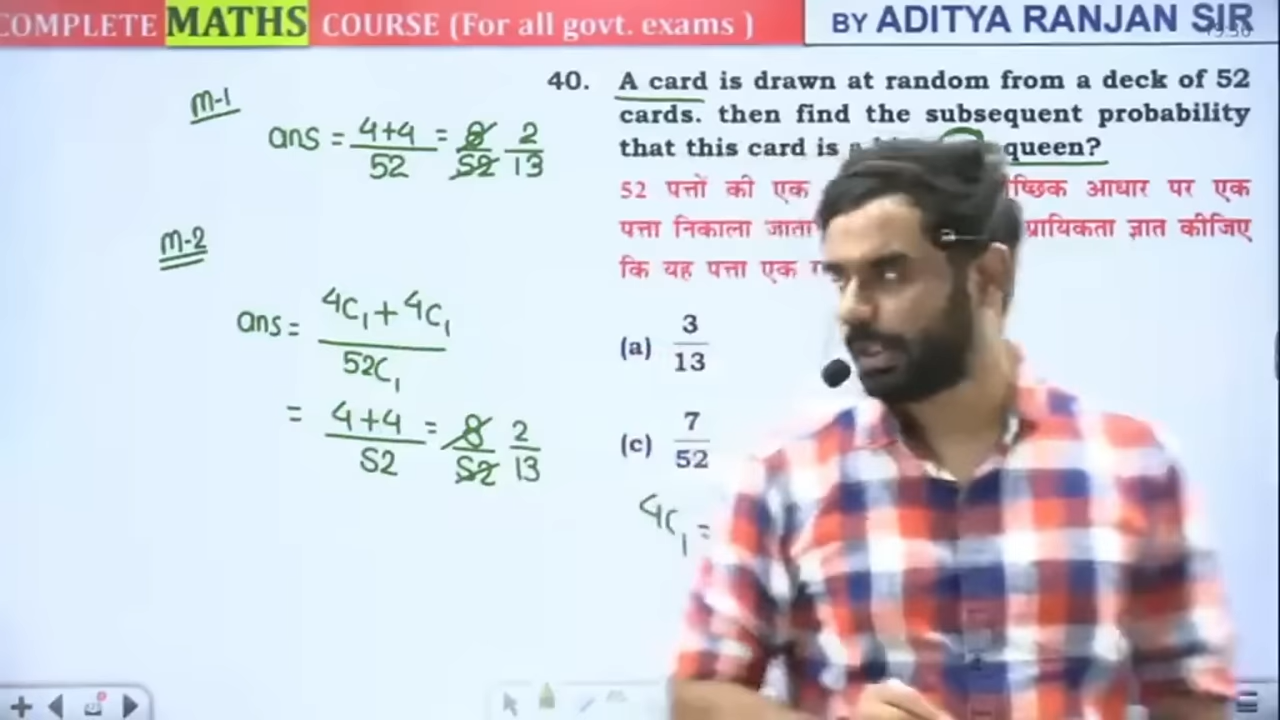 COMPLETE MATHS COURSE (For all govt. exams )
BY ADITYA RANJAN SIR
M-1
ans = 4+4/52 = 8/52 2/13
M-2
ans = 4C₁ + 4C₁/52C₁
= 4+4/52 = 8/52 2/13
40. A card is drawn at random from a deck of 52
cards. then find the subsequent probability
that this card is queen?
52 पत्तों की एक आधार पर एक
पत्ता निकाला जाता प्रायिकता ज्ञात कीजिए
कि यह पत्ता एक
(a) 3/13
(c) 7/52
4C₁ =